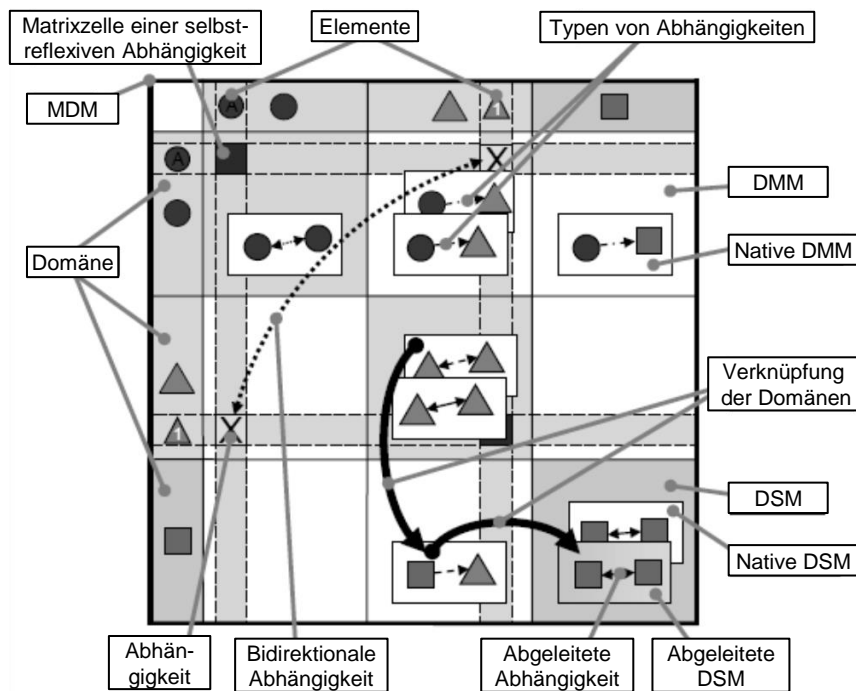 Matrixzelle einer selbst-
reflexiven Abhängigkeit
Elemente
Typen von Abhängigkeiten
MDM
A
1
A
X
DMM
Native DMM
Domäne
Verknüpfung
der Domänen
1
X
DSM
Native DSM
Abhän-
gigkeit
Bidirektionale
Abhängigkeit
Abgeleitete
Abhängigkeit
Abgeleitete
DSM